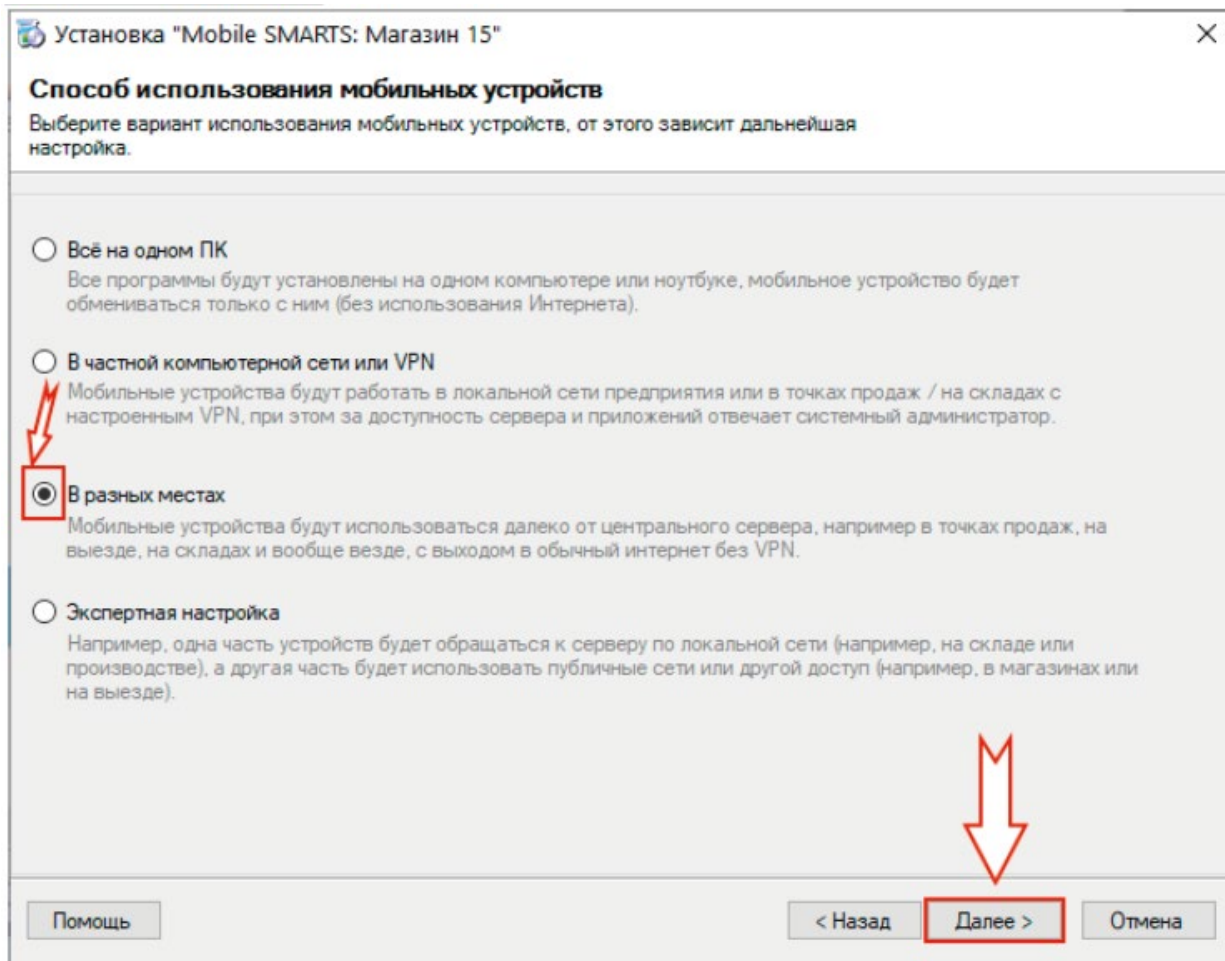 Установка "Mobile SMARTS: Магазин 15"
Способ использования мобильных устройств
Выберите вариант использования мобильных устройств, от этого зависит дальнейшая
настройка.
Всё на одном ПК
Все программы будут установлены на одном компьютере или ноутбуке, мобильное устройство будет
обмениваться только с ним (без использования Интернета).
В частной компьютерной сети или VPN
Мобильные устройства будут работать в локальной сети предприятия или в точках продаж / на складах с
настроенным VPN, при этом за доступность сервера и приложений отвечает системный администратор.
В разных местах
Мобильные устройства будут использоваться далеко от центрального сервера, например в точках продаж, на
выезде, на складах и вообще везде, с выходом в обычный интернет без VPN.
Экспертная настройка
Например, одна часть устройств будет обращаться к серверу по локальной сети (например, на складе или
производстве), а другая часть будет использовать публичные сети или другой доступ (например, в магазинах или
на выезде).
Помощь
< Назад
Далее >
Отмена